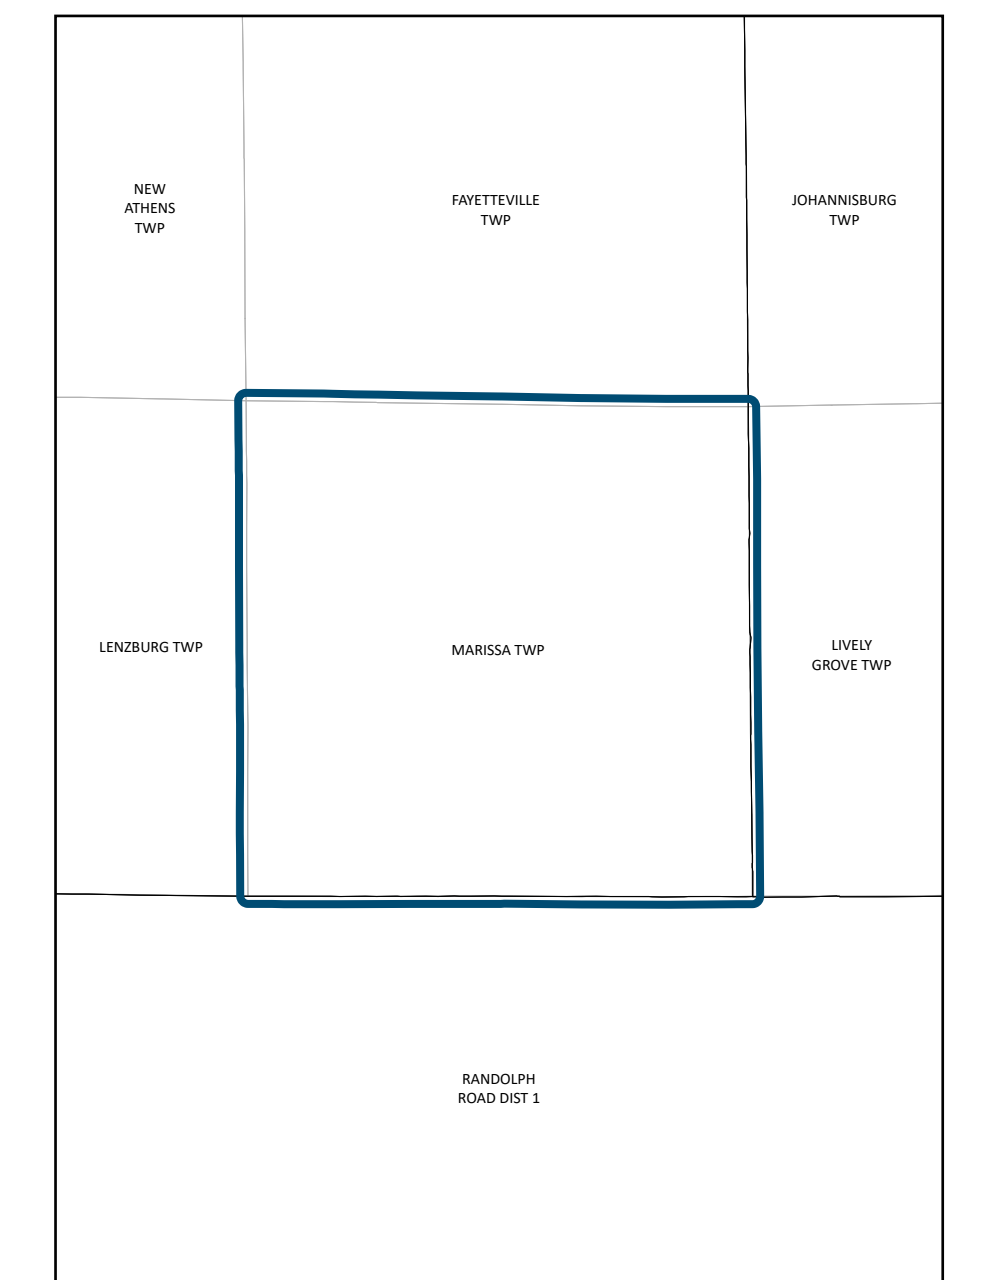 NEW
ATHENS
TWP
FAYETTEVILLE
TWP
JOHANNISBURG
TWP
LENZBURG TWP
MARISSA TWP
LIVELY
GROVE TWP
RANDOLPH
ROAD DIST 1